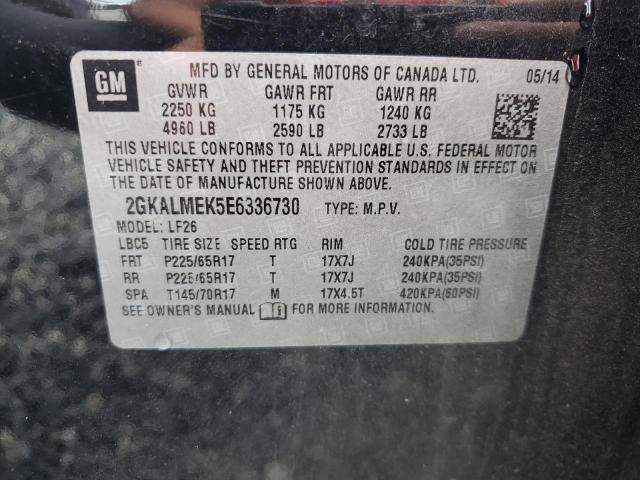 GM ® MFD BY GENERAL MOTORS OF CANADA LTD. 05/14
GVWR GAWR FRT GAWR RR
2250 KG 1175 KG 1240 KG
4960 LB 2590 LB 2733 LB
THIS VEHICLE CONFORMS TO ALL APPLICABLE U.S. FEDERAL MOTOR
VEHICLE SAFETY AND THEFT PREVENTION STANDARDS IN EFFECT ON
THE DATE OF MANUFACTURE SHOWN ABOVE.
2GKALMEK5E6336730 TYPE: M.P.V.
MODEL: LF26
LBC5 TIRE SIZE SPEED RTG RIM COLD TIRE PRESSURE
FRT P225/65R17 T 17X7J 240KPA(35PSI)
RR P225/65R17 T 17X7J 240KPA(35PSI)
SPA T145/70R17 M 17X4.5T 420KPA(60PSI)
SEE OWNER'S MANUAL FOR MORE INFORMATION.